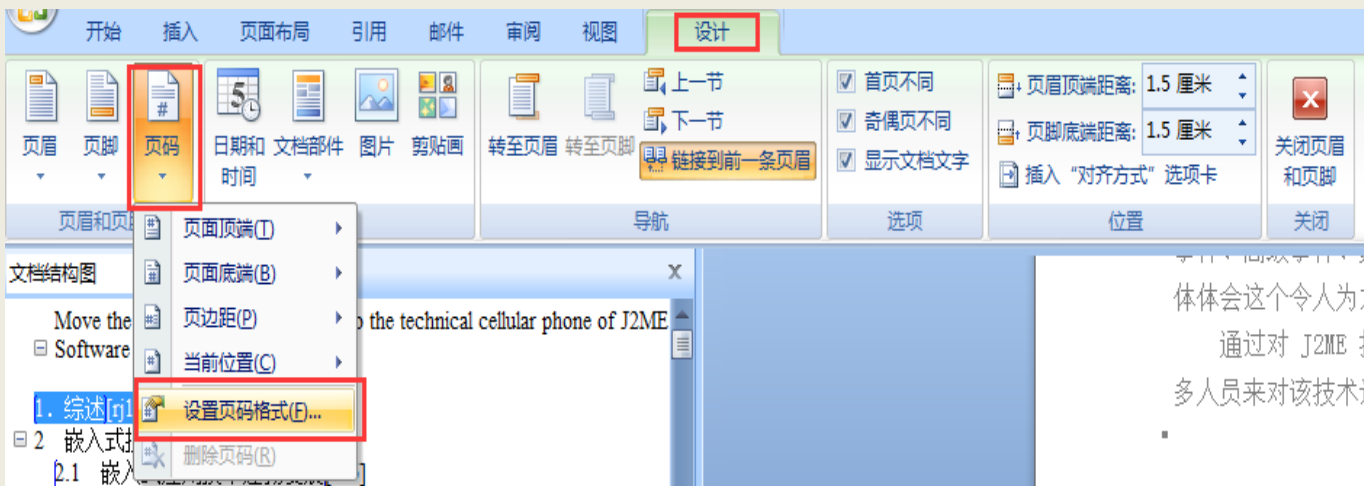 开始 插入 页面布局 引用 邮件 审阅 视图 设计
页眉 页脚 页码 日期和时间 文档部件 图片 剪贴画 转至页眉 转至页脚
上一节
下一节
链接到前一条页眉
首页不同
奇偶页不同
显示文档文字
页眉顶端距离: 1.5 厘米
页脚底端距离: 1.5 厘米
插入“对齐方式”选项卡
关闭页眉和页脚
页眉和页 导航 选项 位置 关闭
页面顶端(T)
页面底端(B)
页边距(P)
当前位置(C)
设置页码格式(F)...
删除页码(R)
文档结构图 X
Move the the technical cellular phone of J2ME
Software
1. 综述[rj1
2 嵌入式
2.1 嵌入
体体会这个令人为
通过对 J2ME
多人员来对该技术